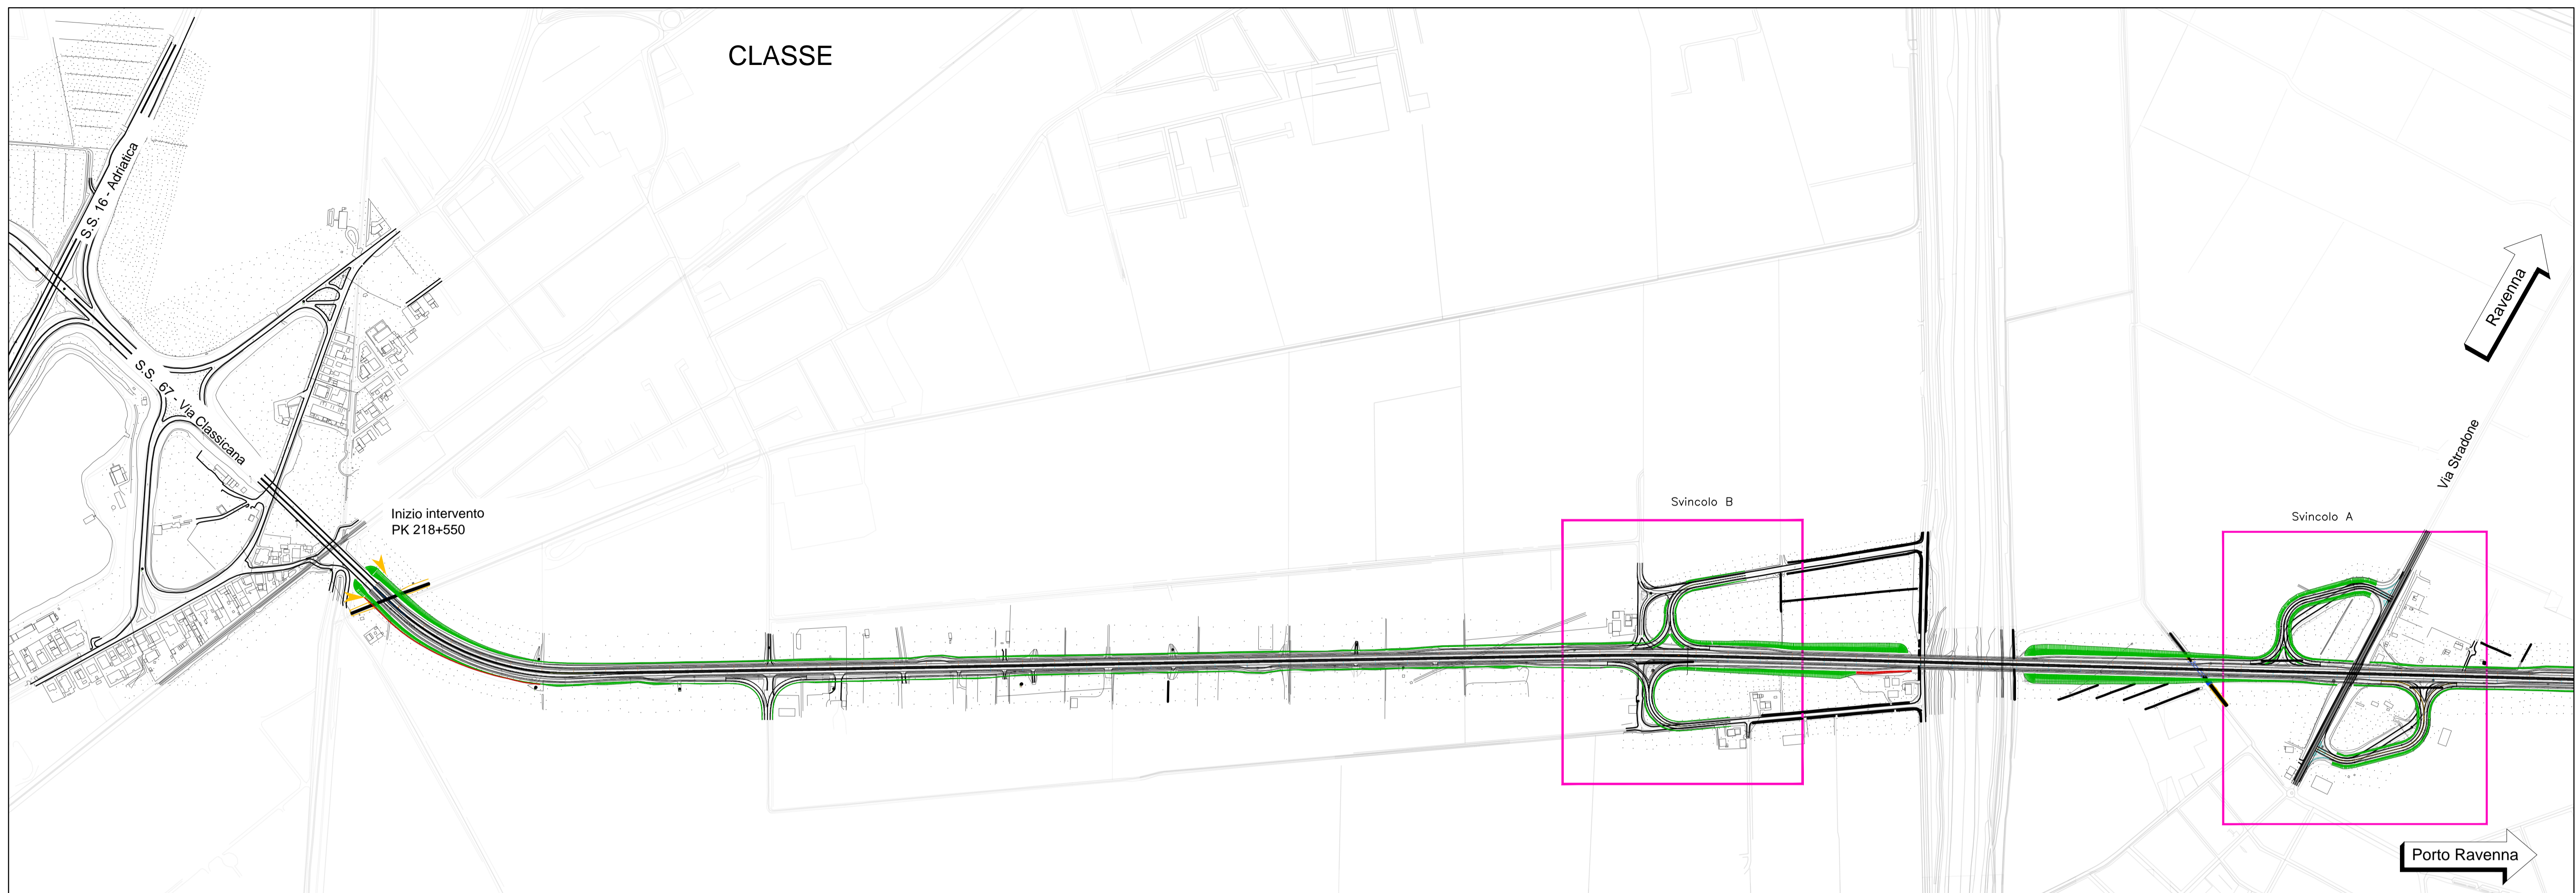 CLASSE
S.S. 16 - Adriatica
S.S. 67 - Via Classicana
Inizio intervento
PK 218+550
Svincolo B
Svincolo A
Via Stradone
Ravenna
Porto Ravenna